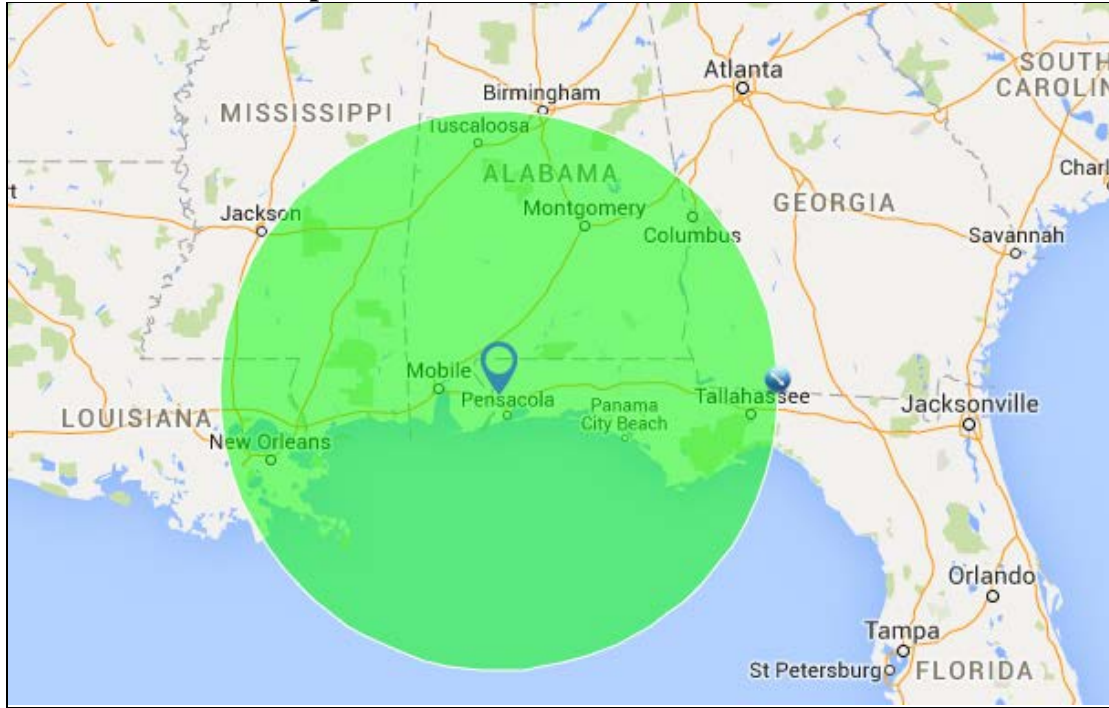 Atlanta
SOUTH
CAROLIN
Birmingham
MISSISSIPPI
Tuscaloosa
ALABAMA
Charl
t
GEORGIA
Jackson
Montgomery
Columbus
Savannah
Mobile
Pensacola
Panama
City Beach
Tallahassee
Jacksonville
LOUISIANA
New Orleans
Orlando
Tampa
St Petersburg
FLORIDA